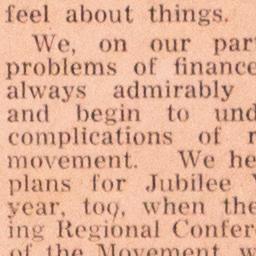 feel about things.
We, on our par
problems of finance
always admirably
and begin to und
complications of r
movement. We he
plans for Jubilee Y
year, too, when the
ing Regional Confer
of the Movement, w